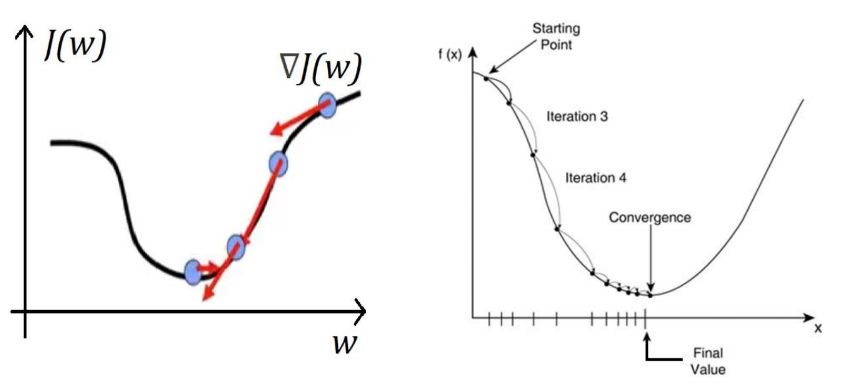 J(w)
∇J(w)
w
Starting
Point
f (x)
Iteration 3
Iteration 4
Convergence
x
Final
Value